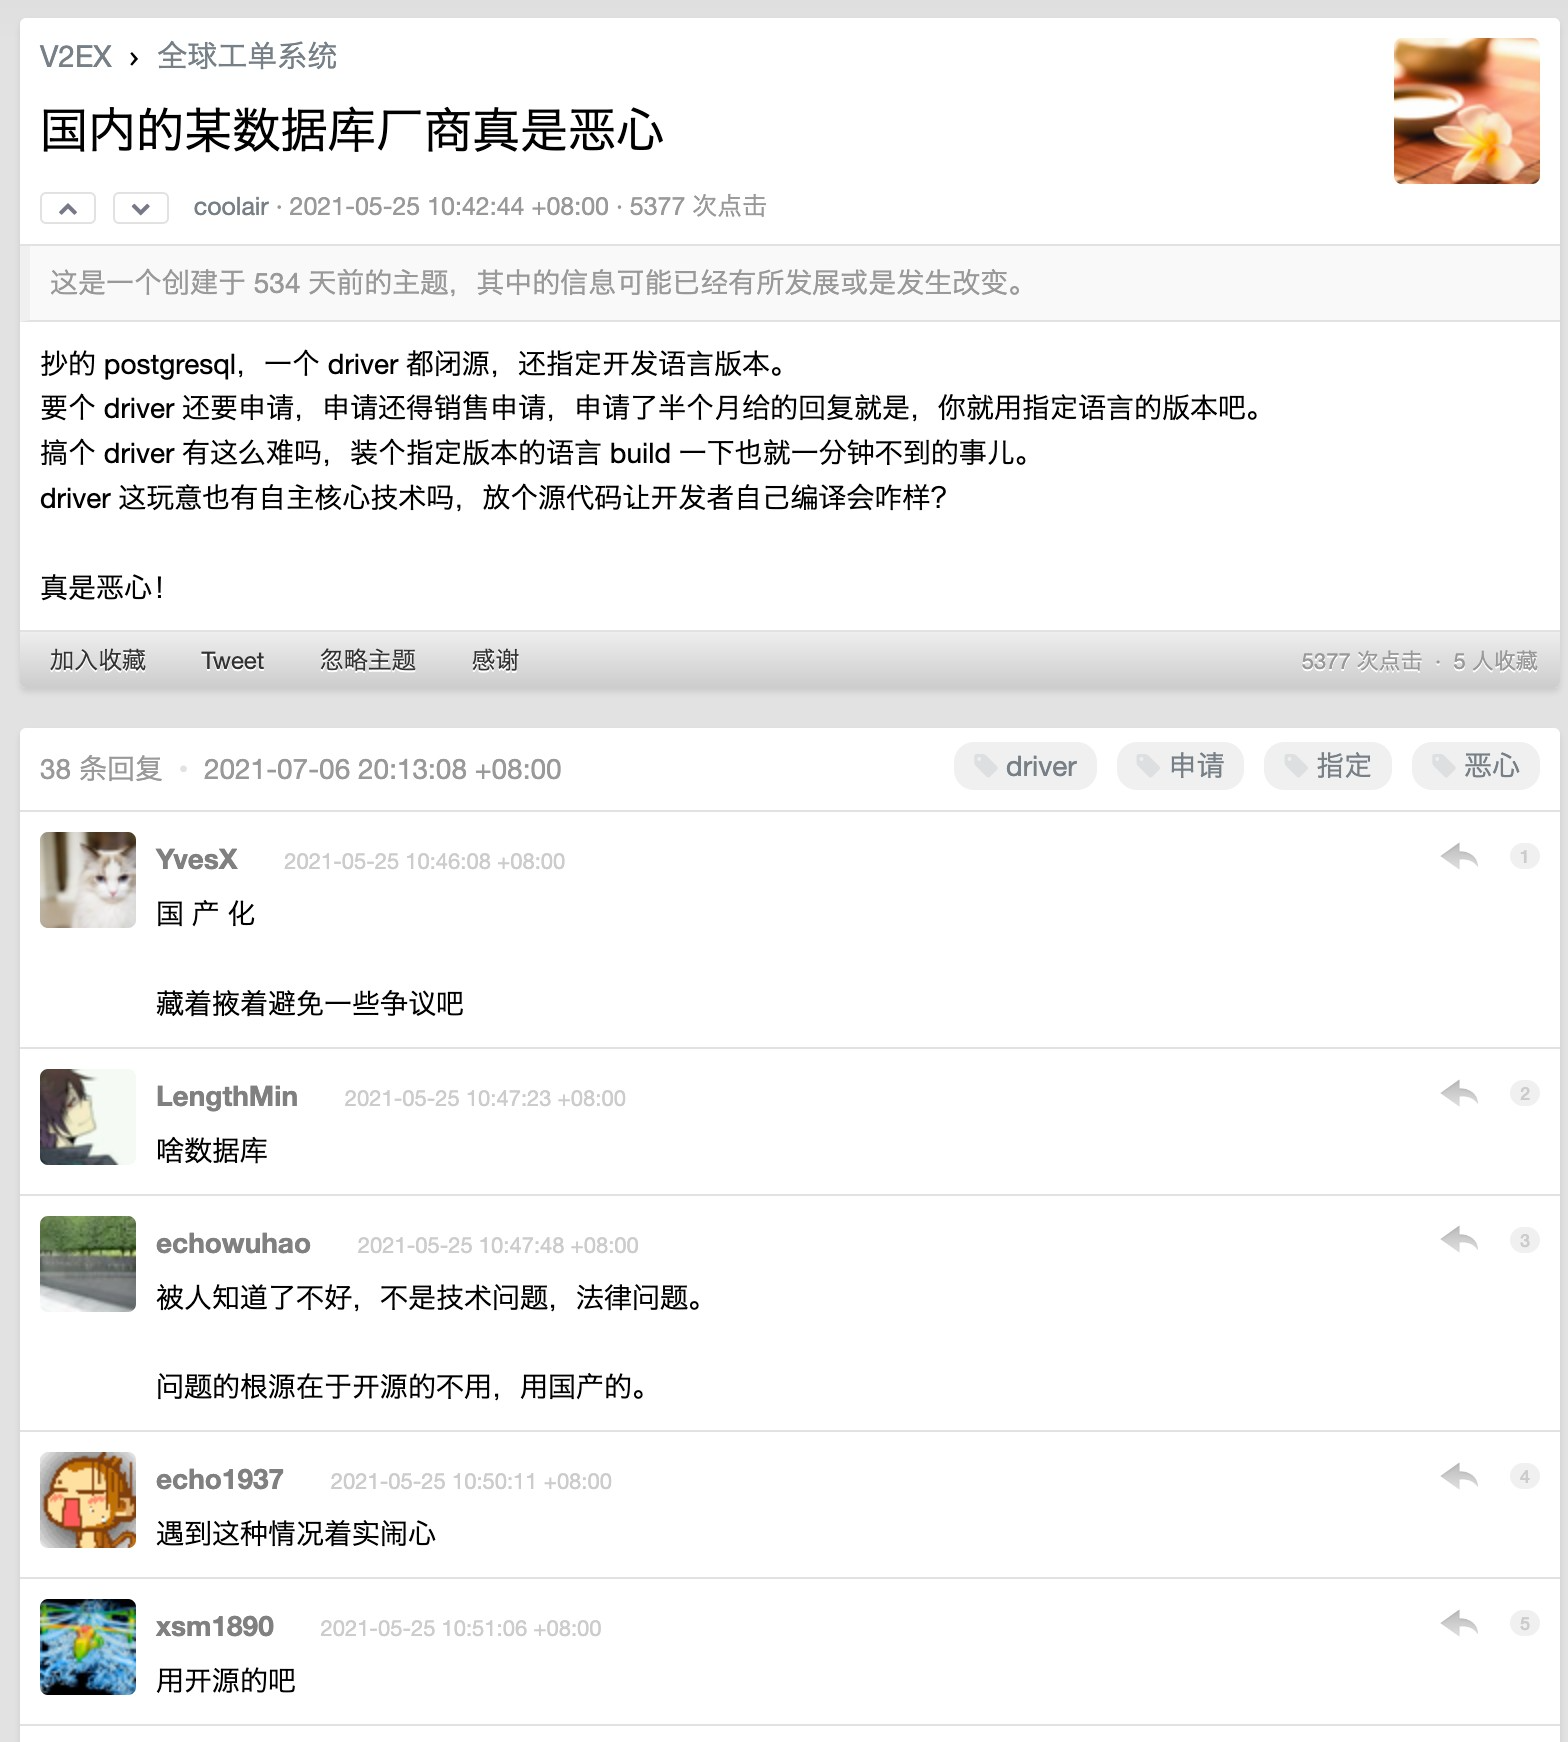 V2EX › 全球工单系统
国内的某数据库厂商真是恶心
coolair · 2021-05-25 10:42:44 +08:00 · 5377 次点击
这是一个创建于 534 天前的主题，其中的信息可能已经有所发展或是发生改变。
抄的 postgresql，一个 driver 都闭源，还指定开发语言版本。
要个 driver 还要申请，申请还得销售申请，申请了半个月给的回复就是，你就用指定语言的版本吧。
搞个 driver 有这么难吗，装个指定版本的语言 build 一下也就一分钟不到的事儿。
driver 这玩意也有自主核心技术吗，放个源代码让开发者自己编译会咋样？
真是恶心！
加入收藏 Tweet 忽略主题 感谢 5377 次点击 · 5 人收藏
38 条回复 • 2021-07-06 20:13:08 +08:00 driver 申请 指定 恶心
YvesX 2021-05-25 10:46:08 +08:00 1
国 产 化
藏着掖着避免一些争议吧
LengthMin 2021-05-25 10:47:23 +08:00 2
啥数据库
echowuhao 2021-05-25 10:47:48 +08:00 3
被人知道了不好，不是技术问题，法律问题。
问题的根源在于开源的不用，用国产的。
echo1937 2021-05-25 10:50:11 +08:00 4
遇到这种情况着实闹心
xsm1890 2021-05-25 10:51:06 +08:00 5
用开源的吧